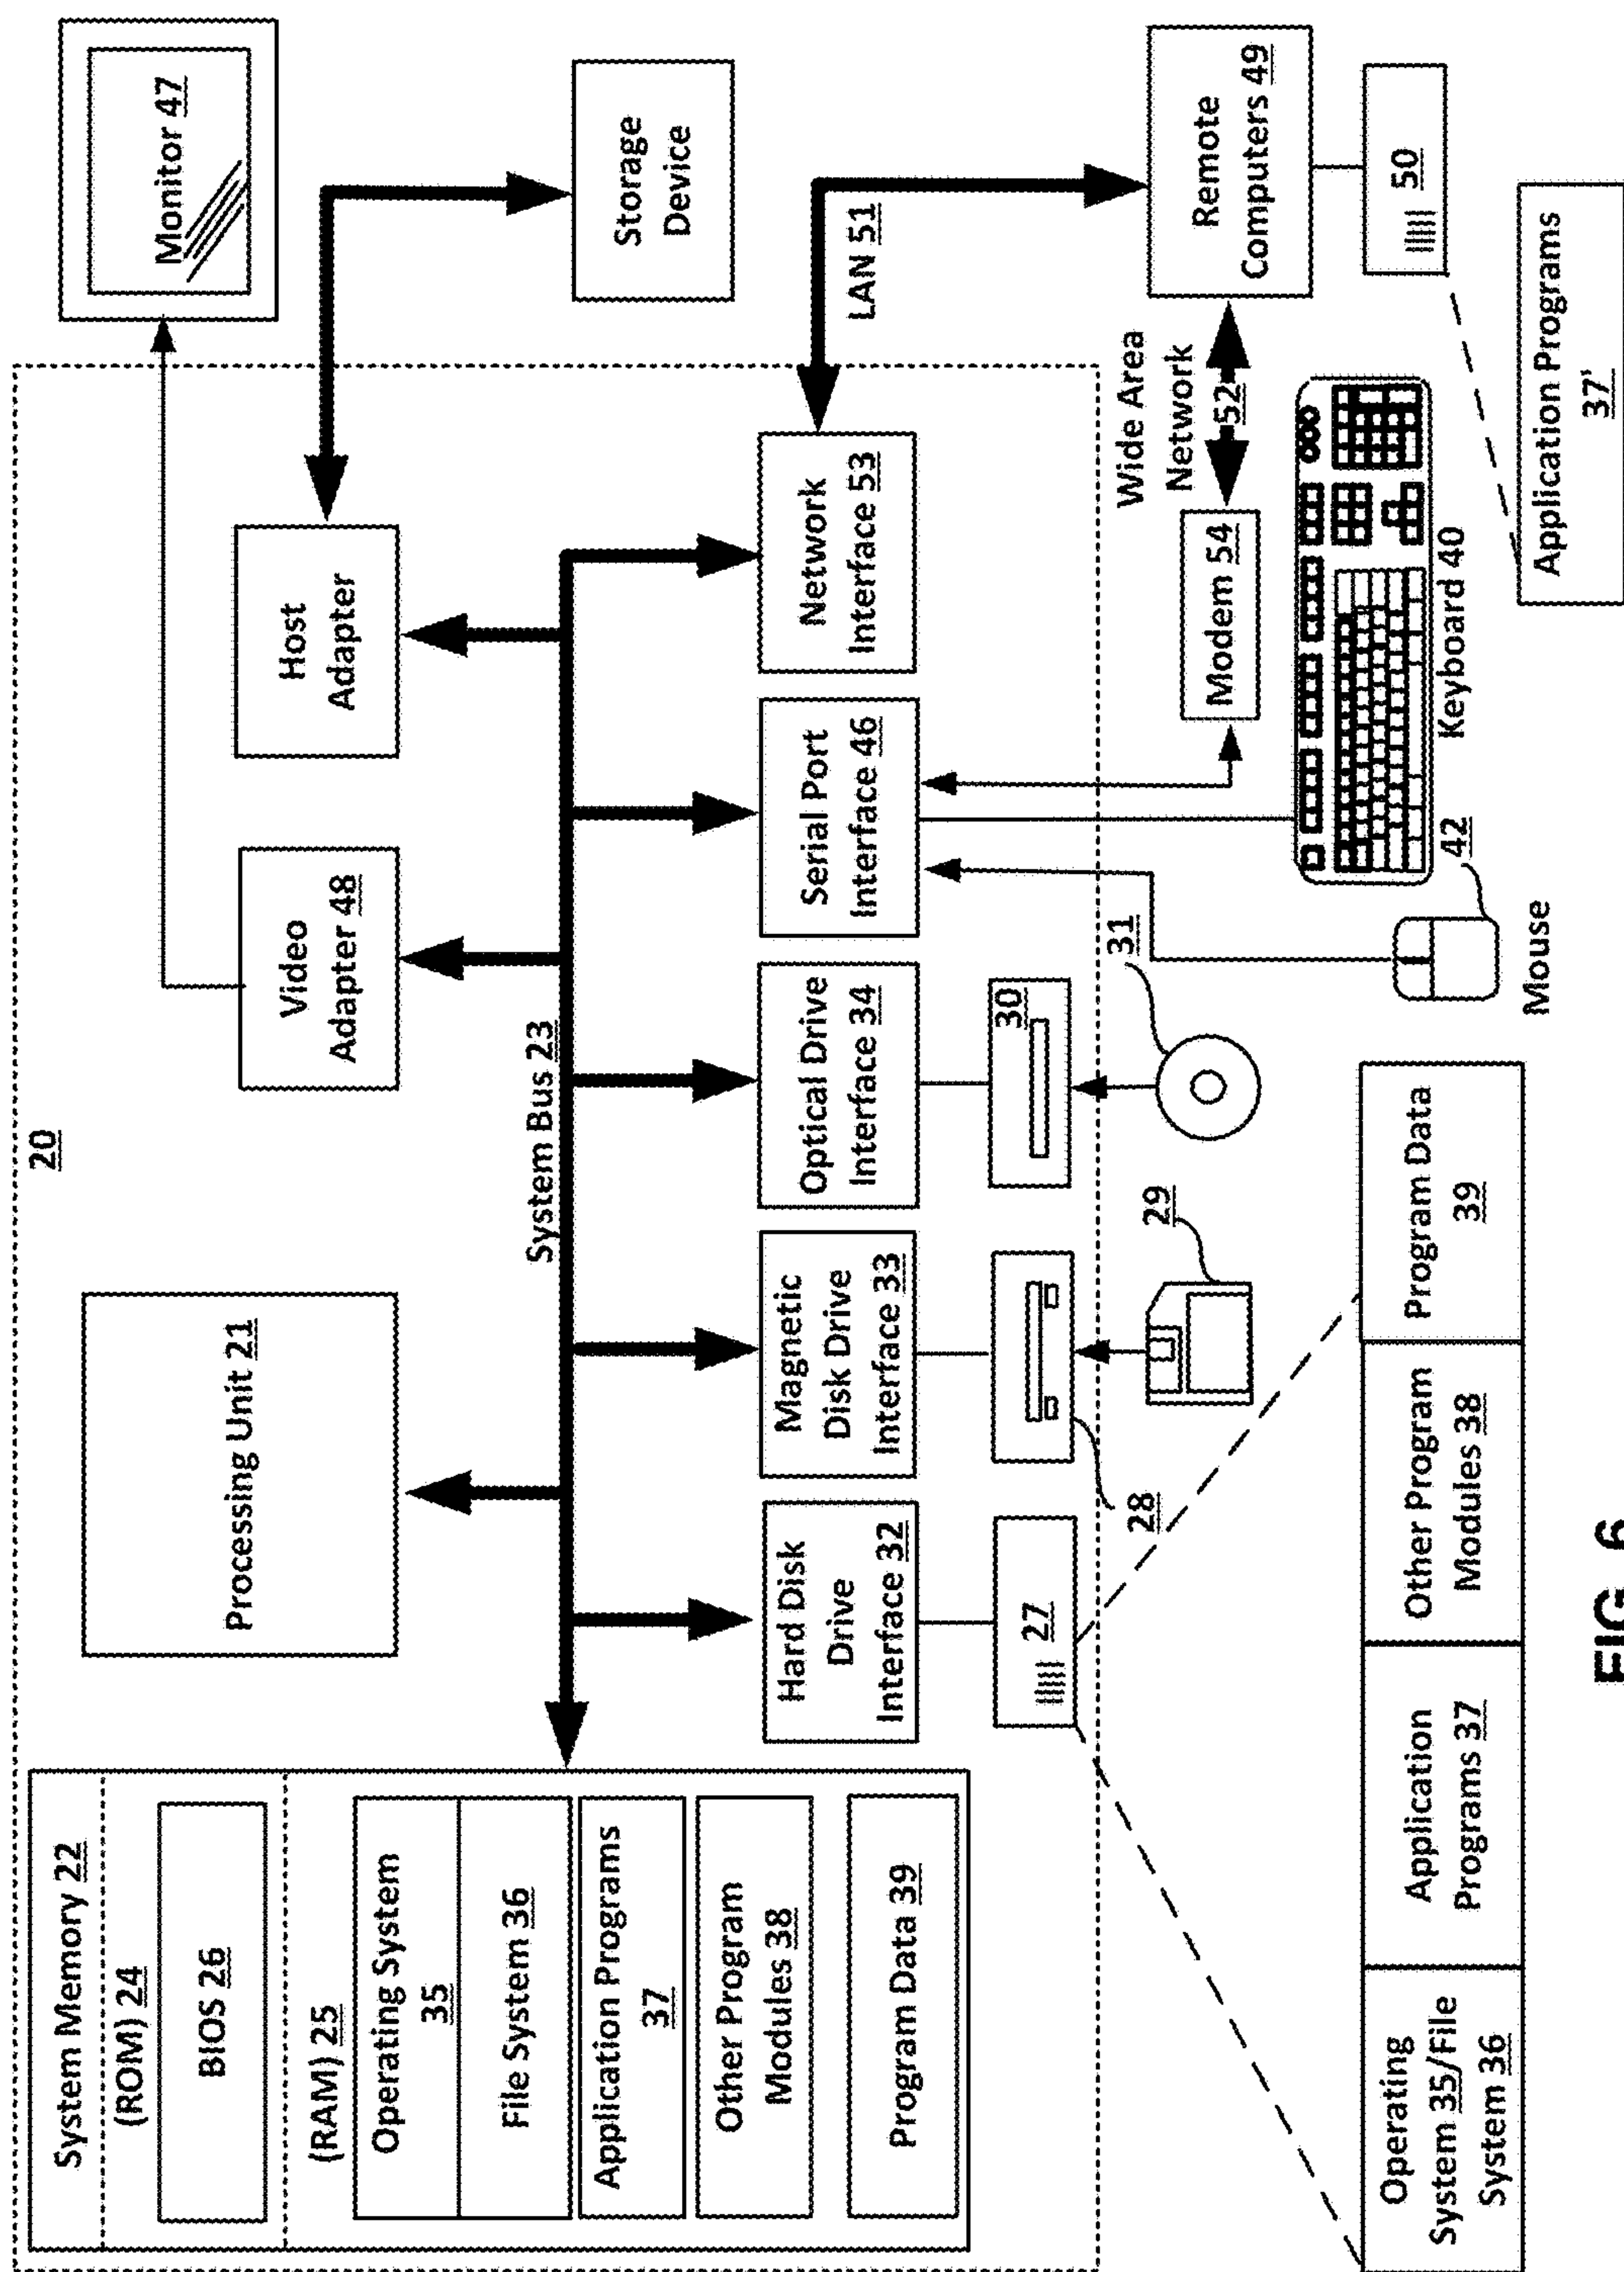 20
System Memory 22
(ROM) 24
BIOS 26
(RAM) 25
Operating System
35
File System 36
Application Programs
37
Other Program
Modules 38
Program Data 39
Processing Unit 21
Video
Adapter 48
Host
Adapter
Monitor 47
System Bus 23
Storage
Device
Hard Disk
Drive
Interface 32
Magnetic
Disk Drive
Interface 33
Optical Drive
Interface 34
Serial Port
Interface 46
Network
Interface 53
LAN 51
27
28
29
30
31
Wide Area
Network
52
Modem 54
Remote
Computers 49
50
Keyboard 40
42
Mouse
Operating
System 35/File
System 36
Application
Programs 37
Other Program
Modules 38
Program Data
39
Application Programs
37'
FIG. 6